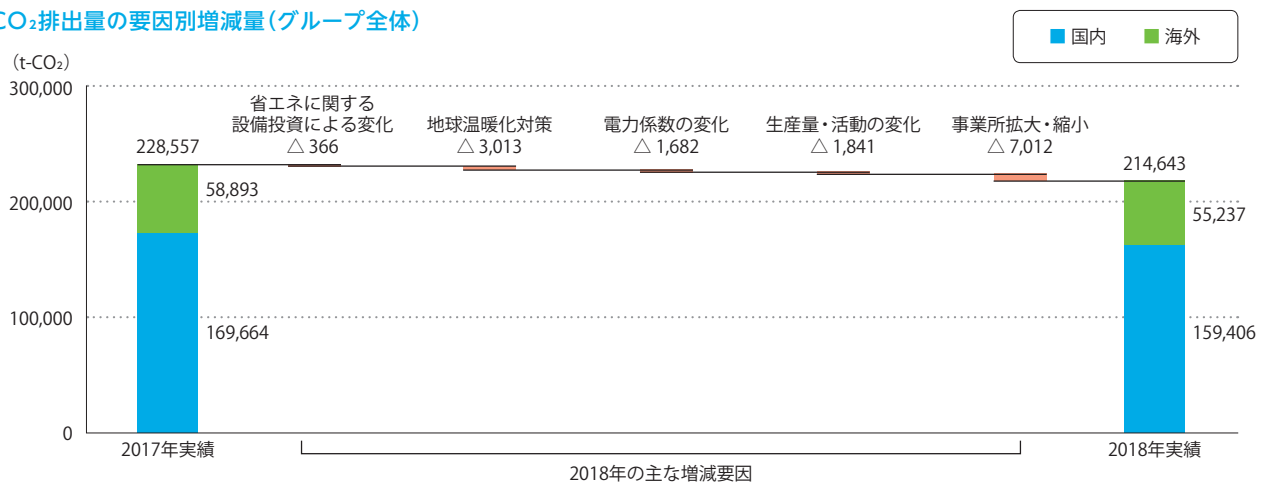 CO₂排出量の要因別増減量（グループ全体）
国内 海外
（t-CO₂）
300,000
200,000
100,000
0
228,557
58,893
169,664
2017年実績
省エネに関する
設備投資による変化
△ 366
地球温暖化対策
△ 3,013
電力係数の変化
△ 1,682
生産量・活動の変化
△ 1,841
事業所拡大・縮小
△ 7,012
214,643
55,237
159,406
2018年実績
2018年の主な増減要因